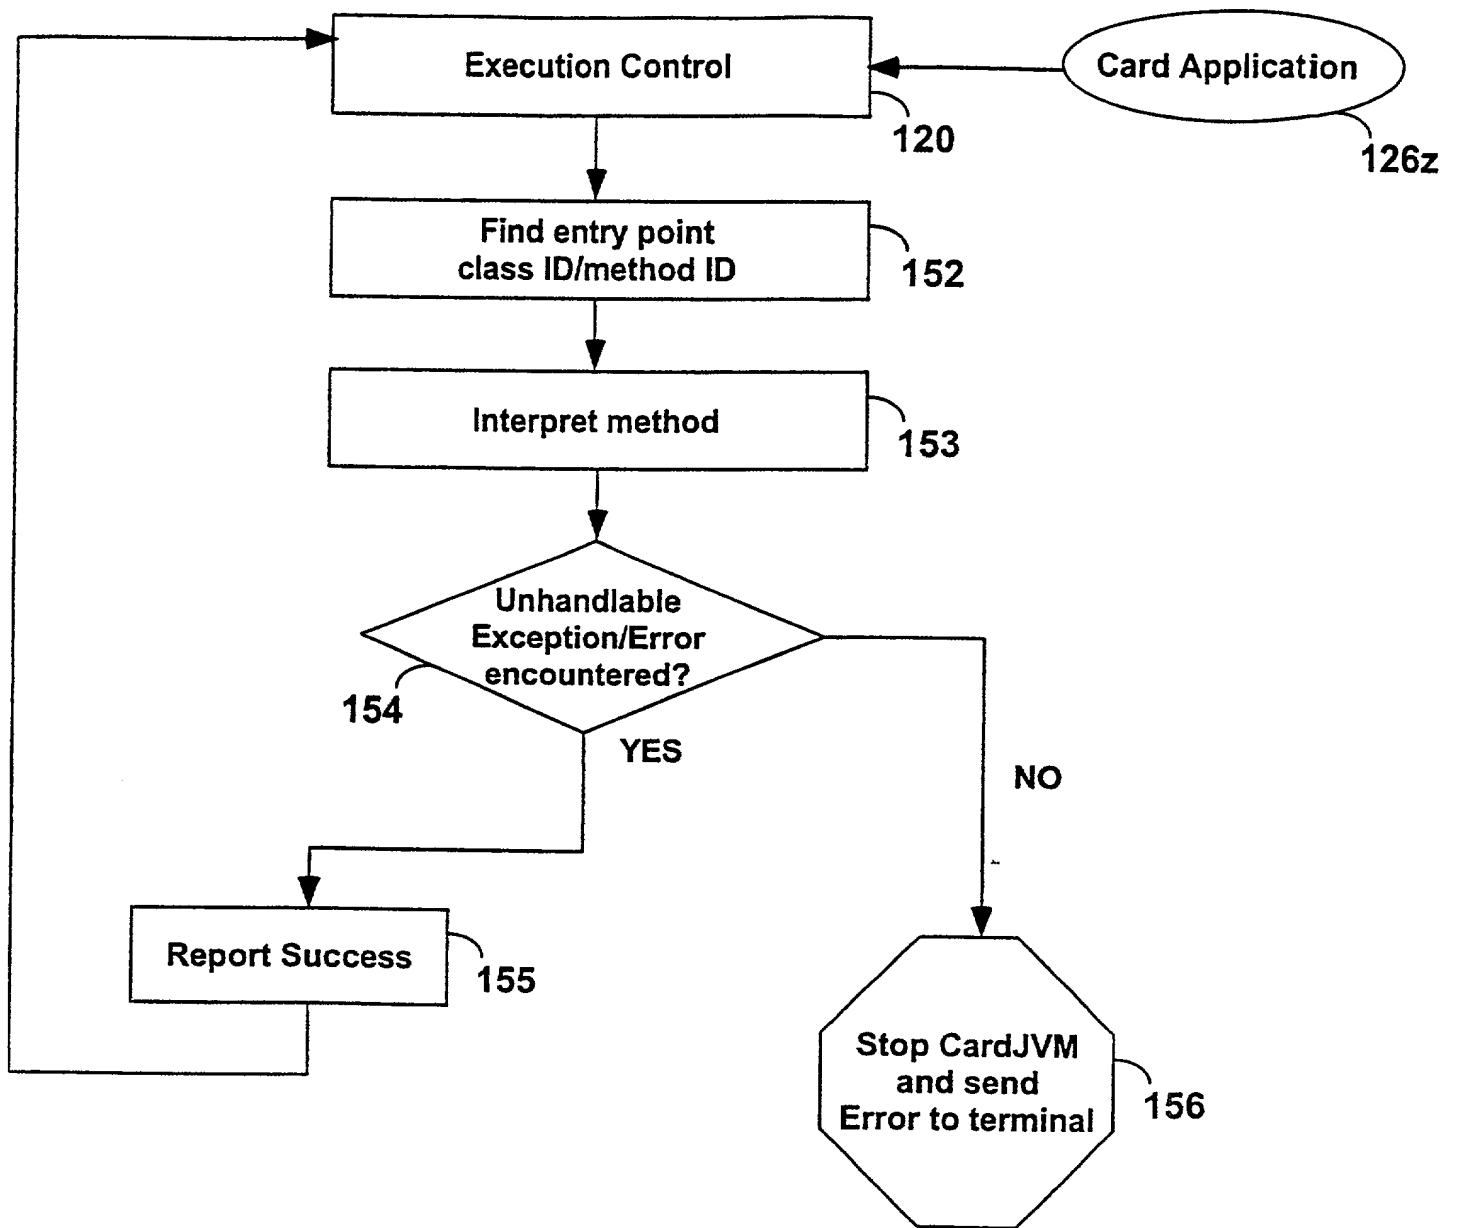 Execution Control
Card Application
120
126z
Find entry point
class ID/method ID
152
Interpret method
153
Unhandlable
Exception/Error
encountered?
154
YES
NO
Report Success
155
Stop CardJVM
and send
Error to terminal
156